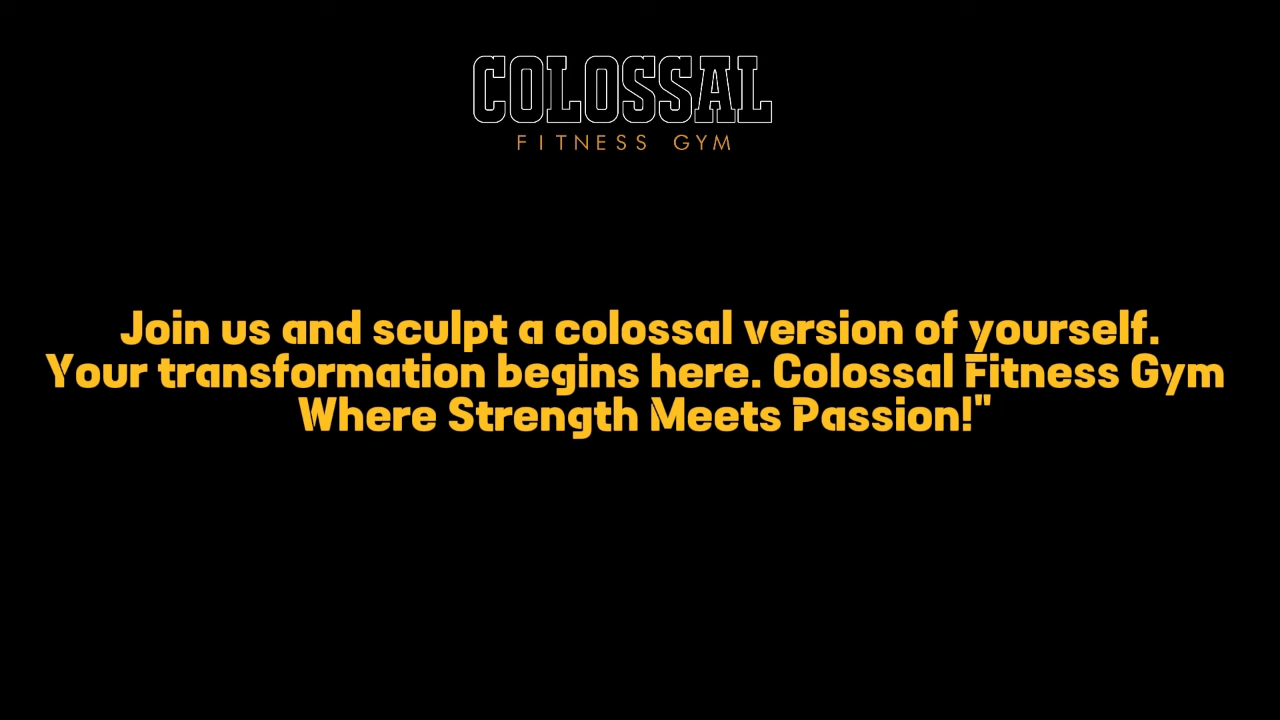 COLOSSAL
FITNESS GYM
Join us and sculpt a colossal version of yourself.
Your transformation begins here. Colossal Fitness Gym
Where Strength Meets Passion!"